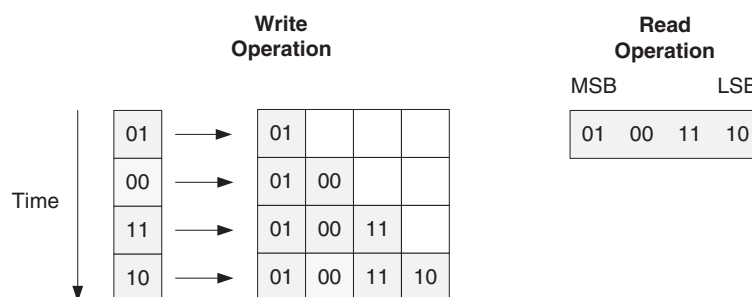 Write
Operation
Read
Operation
MSB LSB
01 00 11 10
Time
01 01
00 01 00
11 01 00 11
10 01 00 11 10